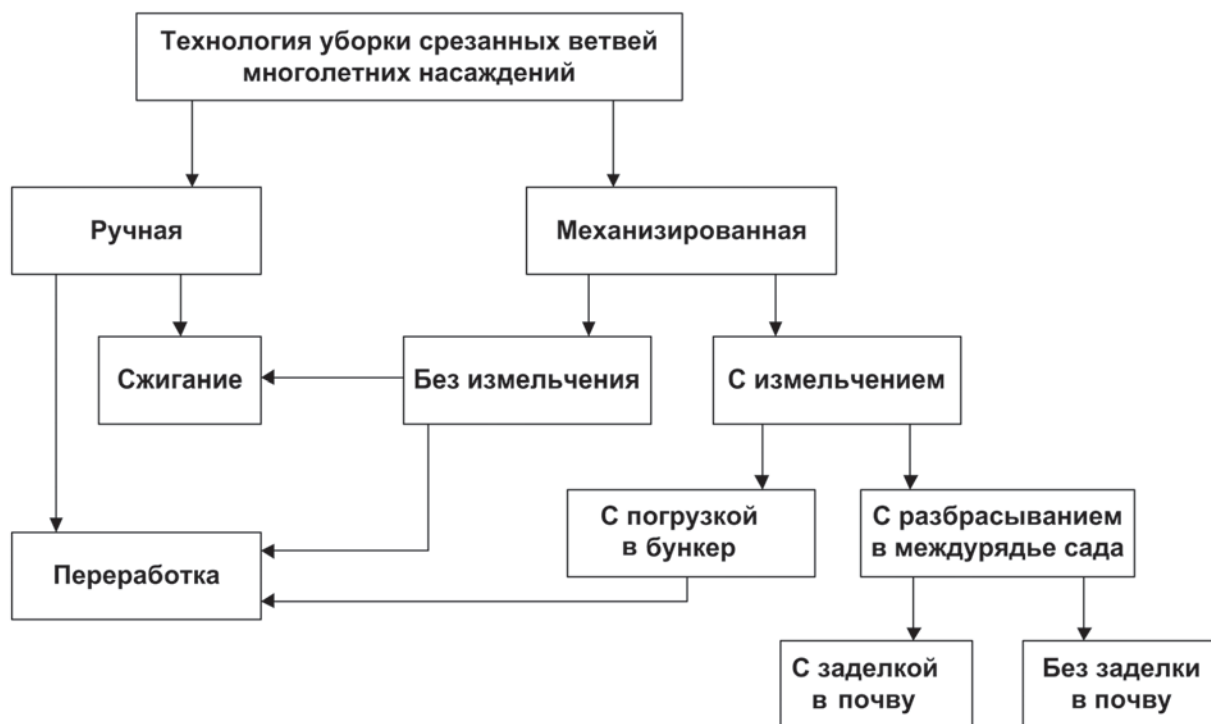 Технология уборки срезанных ветвей
многолетних насаждений
Ручная
Механизированная
Сжигание
Без измельчения
С измельчением
С погрузкой
в бункер
С разбрасыванием
в междурядье сада
Переработка
С заделкой
в почву
Без заделки
в почву